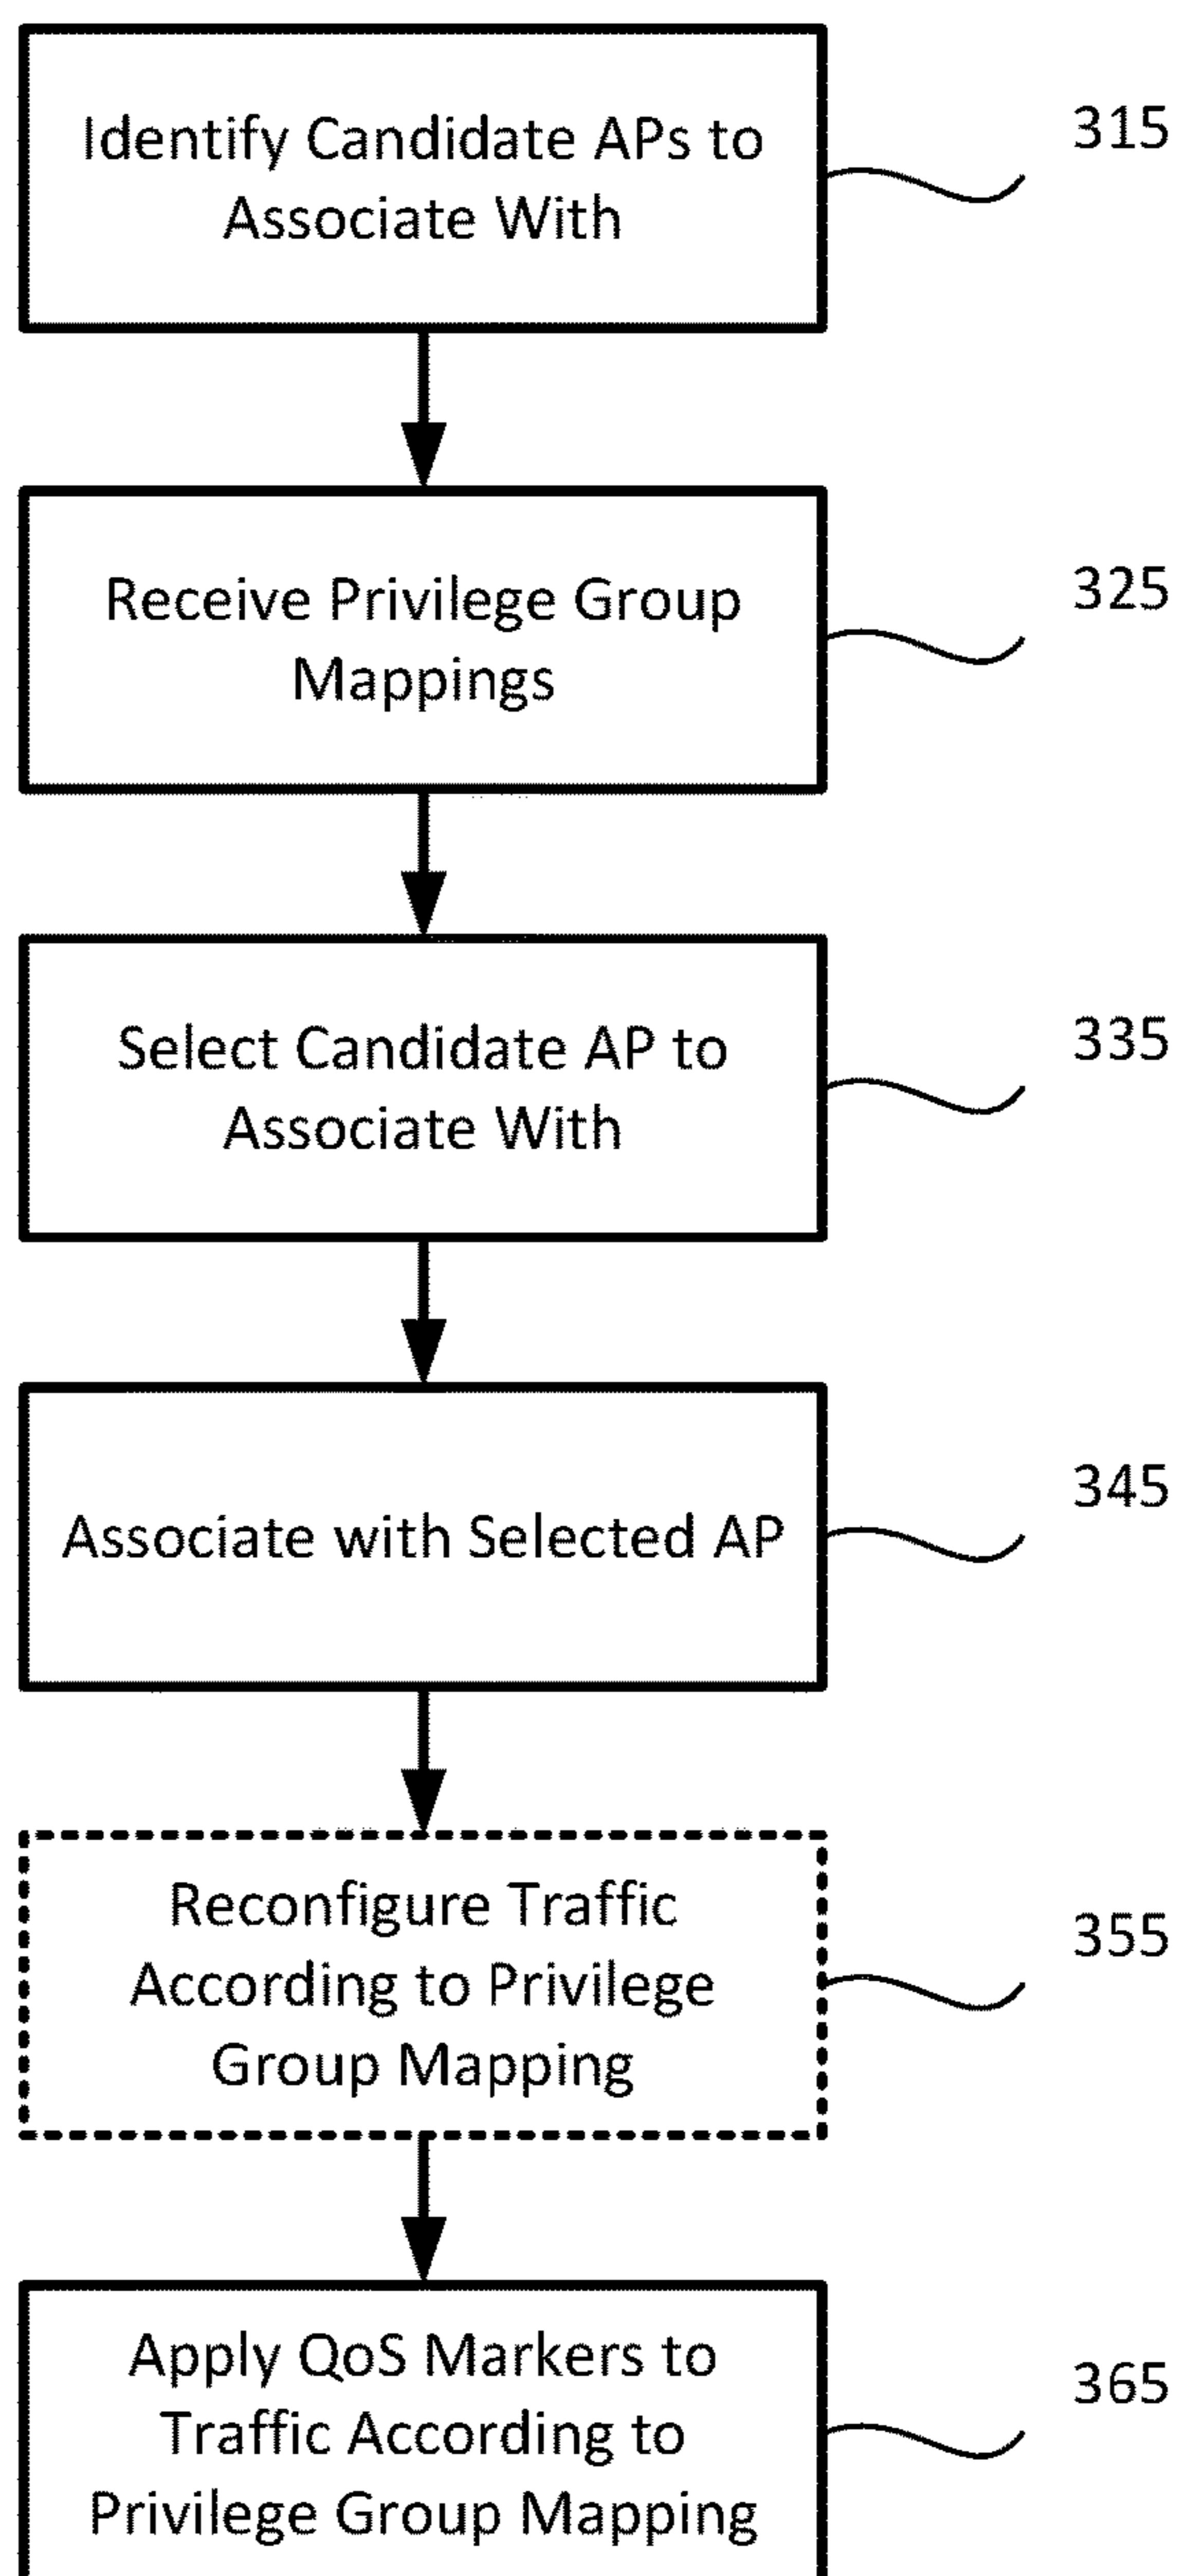 Identify Candidate APs to
Associate With
315
Receive Privilege Group
Mappings
325
Select Candidate AP to
Associate With
335
Associate with Selected AP
345
Reconfigure Traffic
According to Privilege
Group Mapping
355
Apply QoS Markers to
Traffic According to
Privilege Group Mapping
365